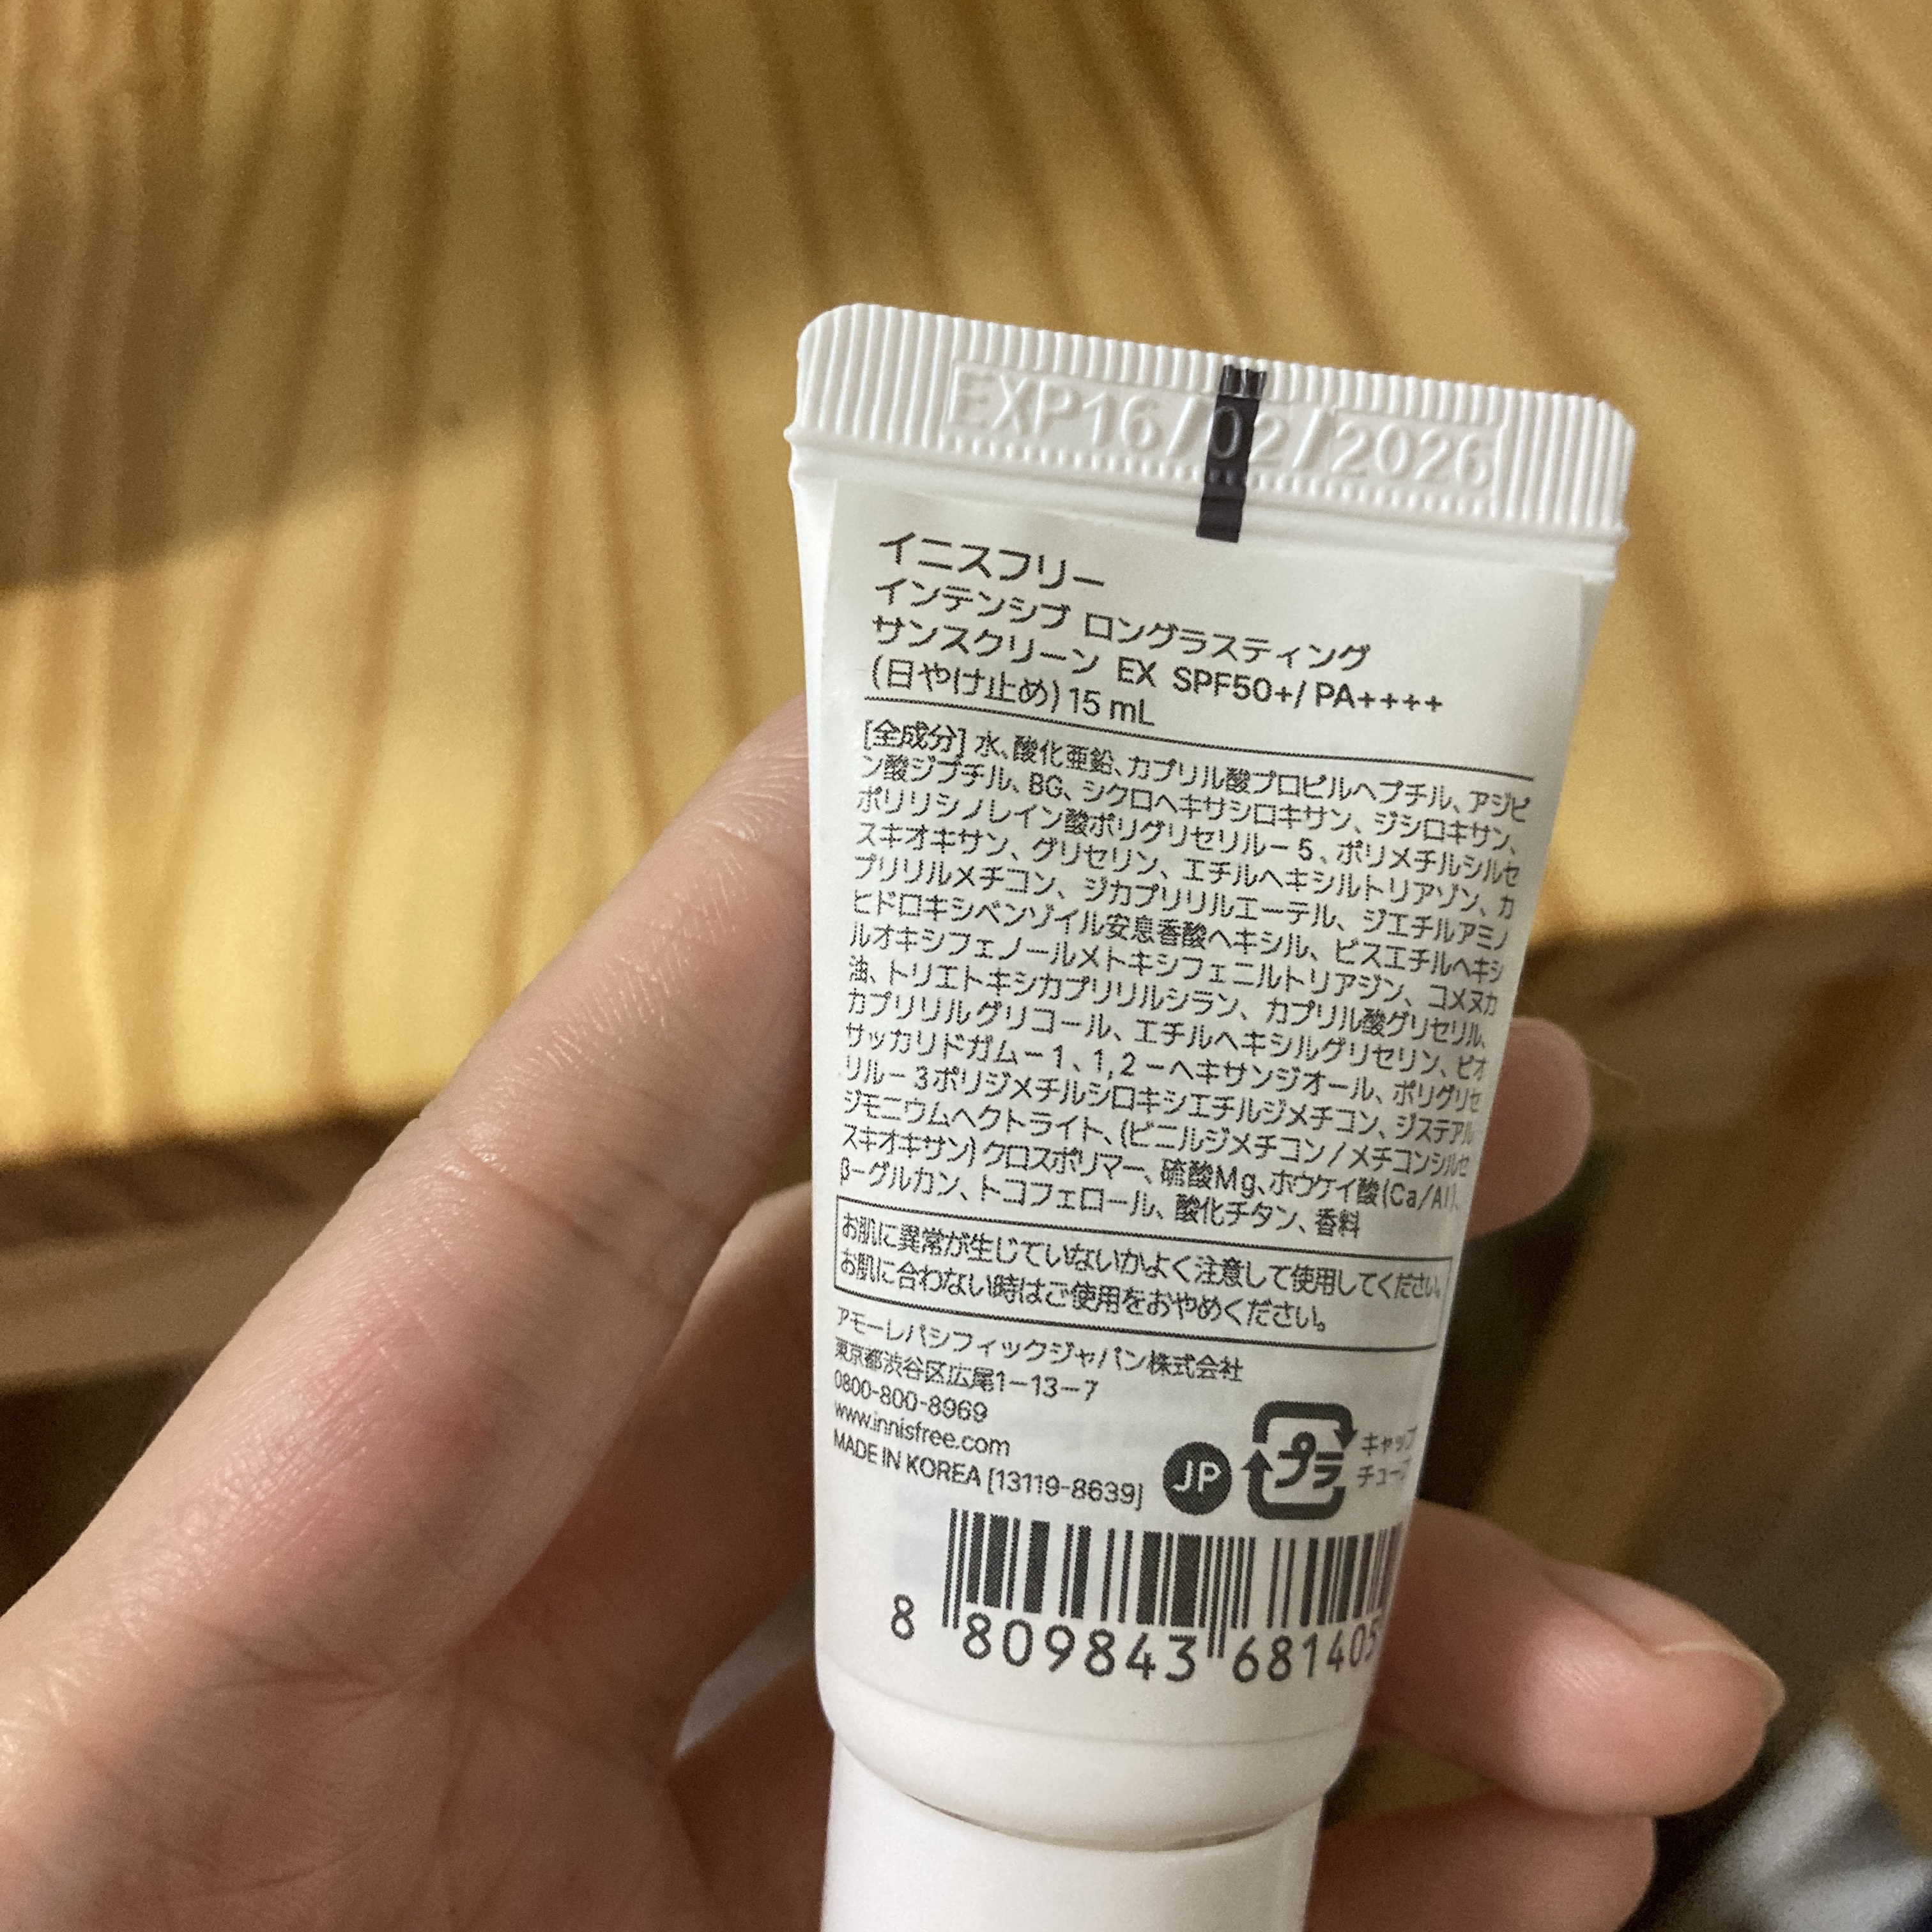 EXP16/02/2026
イニスフリー
インテンシブ ロングラスティング
サンスクリーン EX SPF50+/ PA++++
(日やけ止め) 15 mL
[全成分] 水、酸化亜鉛、カプリル酸プロピルヘプチル、アジピ
ン酸ジブチル、BG、シクロヘキサシロキサン、ジシロキサン、
ポリリシノレイン酸ポリグリセリル－5、ポリメチルシルセ
スキオキサン、グリセリン、エチルヘキシルトリアゾン、カ
プリリルメチコン、ジカプリリルエーテル、ジエチルアミノ
ヒドロキシベンゾイル安息香酸ヘキシル、ビスエチルヘキシ
ルオキシフェノールメトキシフェニルトリアジン、コメヌカ
油、トリエトキシカプリリルシラン、カプリル酸グリセリル、
カプリリルグリコール、エチルヘキシルグリセリン、ビオ
サッカリドガム－1、1,2－ヘキサンジオール、ポリグリセ
リル－3ポリジメチルシロキシエチルジメチコン、ジステアル
ジモニウムヘクトライト、(ビニルジメチコン/メチコンシルセ
スキオキサン)クロスポリマー、硫酸Mg、ホウケイ酸(Ca/Al)、
β－グルカン、トコフェロール、酸化チタン、香料
お肌に異常が生じていないかよく注意して使用してください。
お肌に合わない時はご使用をおやめください。
アモーレパシフィックジャパン株式会社
東京都渋谷区広尾1－13－7
0800-800-8969
www.innisfree.com
MADE IN KOREA [13119-8639]
JP
プラ
キャップ
チューブ
8 809843 681405